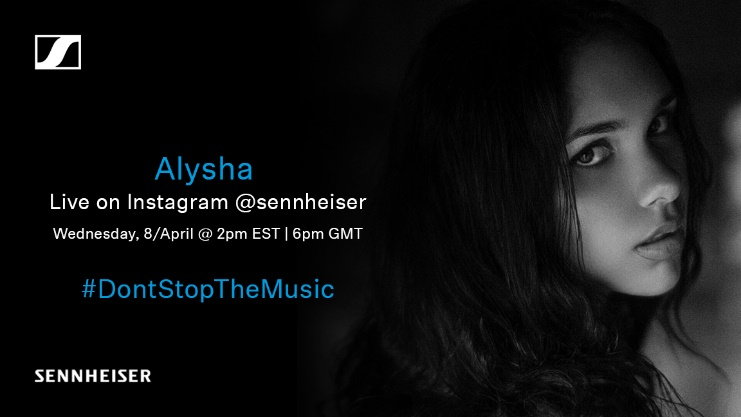 Alysha
Live on Instagram @sennheiser
Wednesday, 8/April @ 2pm EST | 6pm GMT
#DontStopTheMusic
SENNHEISER